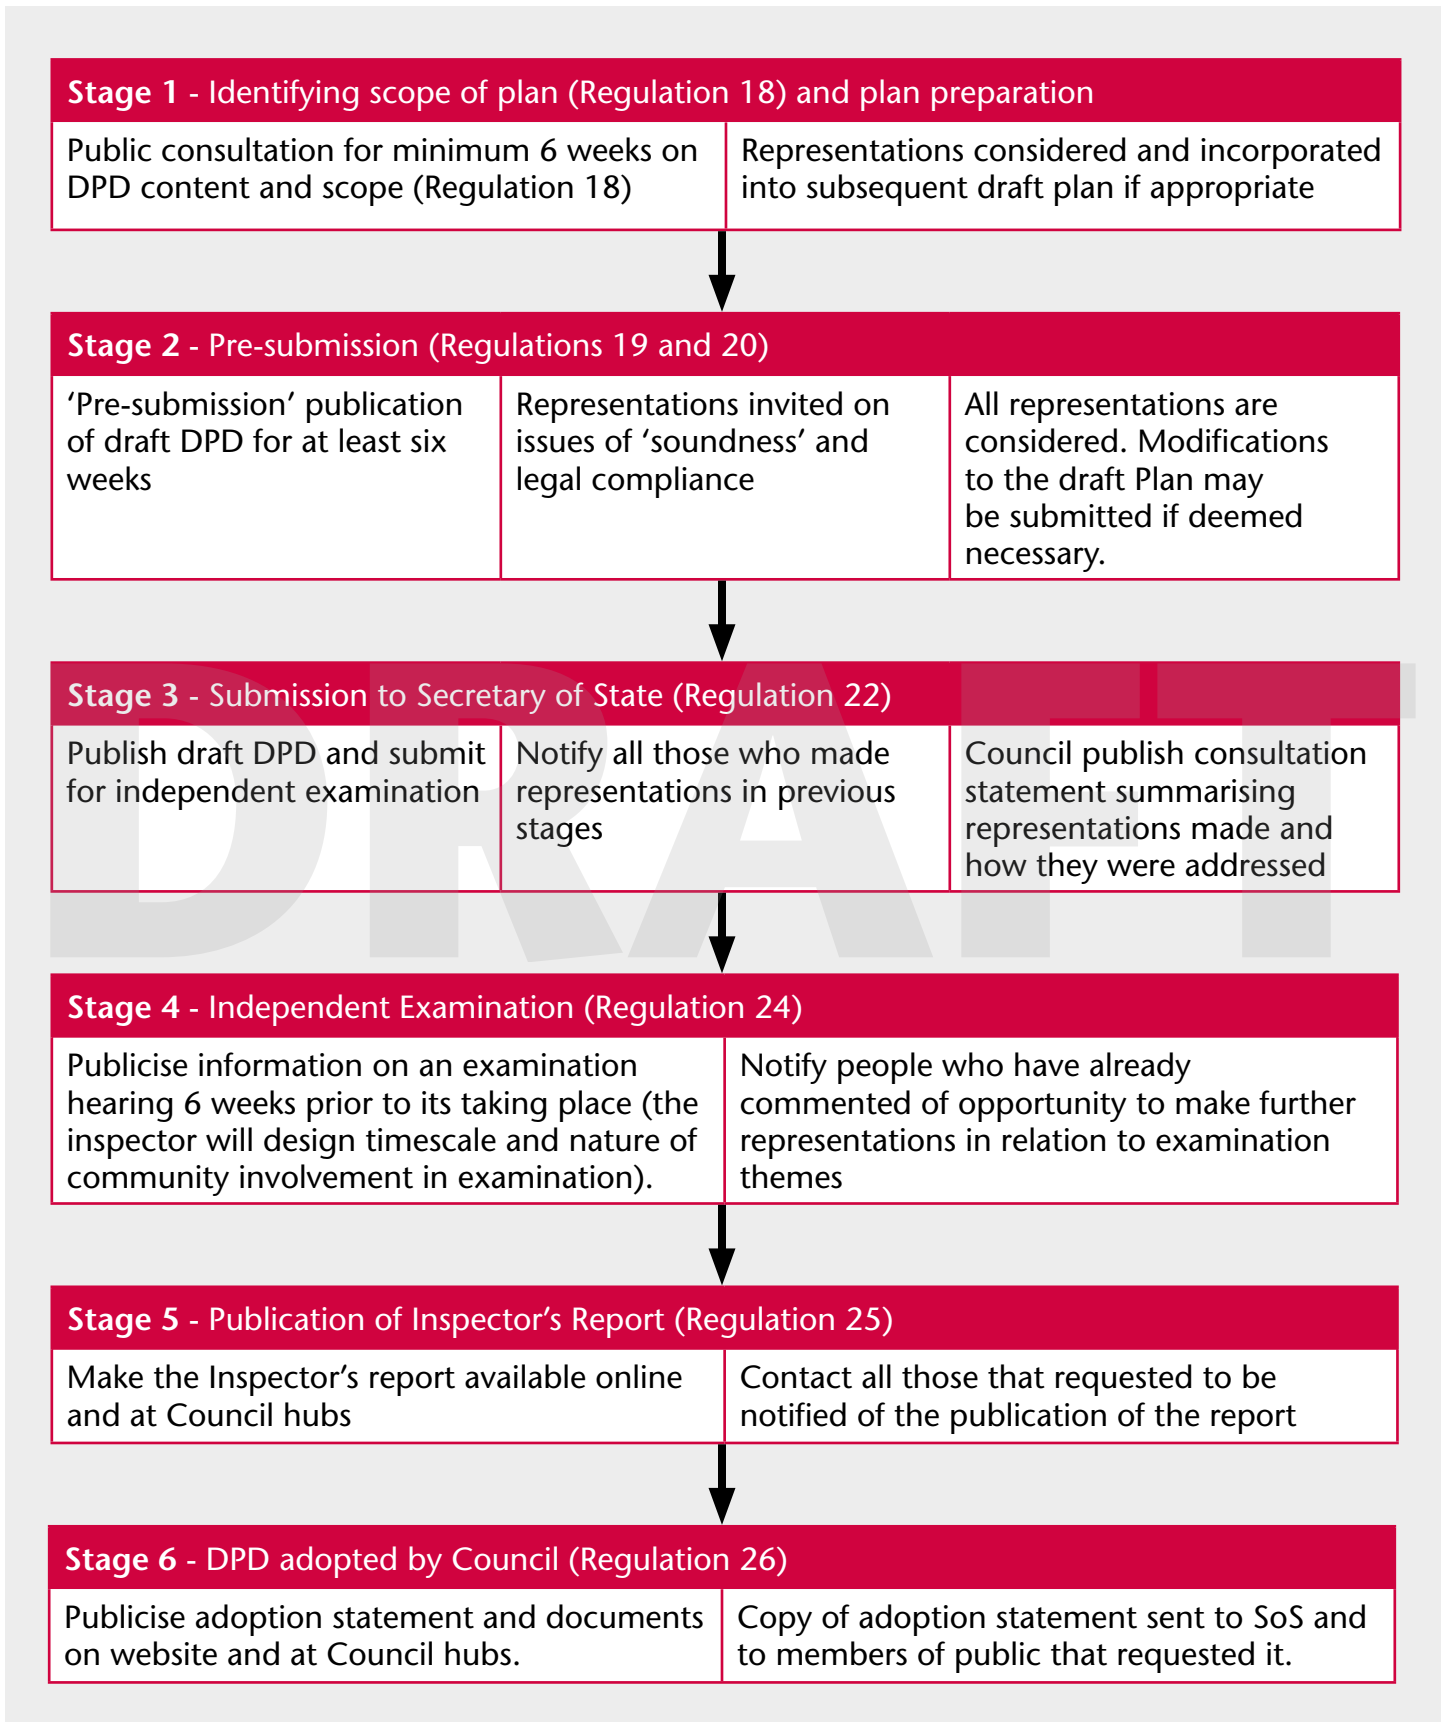 Stage 1 - Identifying scope of plan (Regulation 18) and plan preparation
Public consultation for minimum 6 weeks on
DPD content and scope (Regulation 18)
Representations considered and incorporated
into subsequent draft plan if appropriate
Stage 2 - Pre-submission (Regulations 19 and 20)
‘Pre-submission’ publication
of draft DPD for at least six
weeks
Representations invited on
issues of ‘soundness’ and
legal compliance
All representations are
considered. Modifications
to the draft Plan may
be submitted if deemed
necessary.
Stage 3 - Submission to Secretary of State (Regulation 22)
Publish draft DPD and submit
for independent examination
Notify all those who made
representations in previous
stages
Council publish consultation
statement summarising
representations made and
how they were addressed
DRAFT
Stage 4 - Independent Examination (Regulation 24)
Publicise information on an examination
hearing 6 weeks prior to its taking place (the
inspector will design timescale and nature of
community involvement in examination).
Notify people who have already
commented of opportunity to make further
representations in relation to examination
themes
Stage 5 - Publication of Inspector’s Report (Regulation 25)
Make the Inspector’s report available online
and at Council hubs
Contact all those that requested to be
notified of the publication of the report
Stage 6 - DPD adopted by Council (Regulation 26)
Publicise adoption statement and documents
on website and at Council hubs.
Copy of adoption statement sent to SoS and
to members of public that requested it.